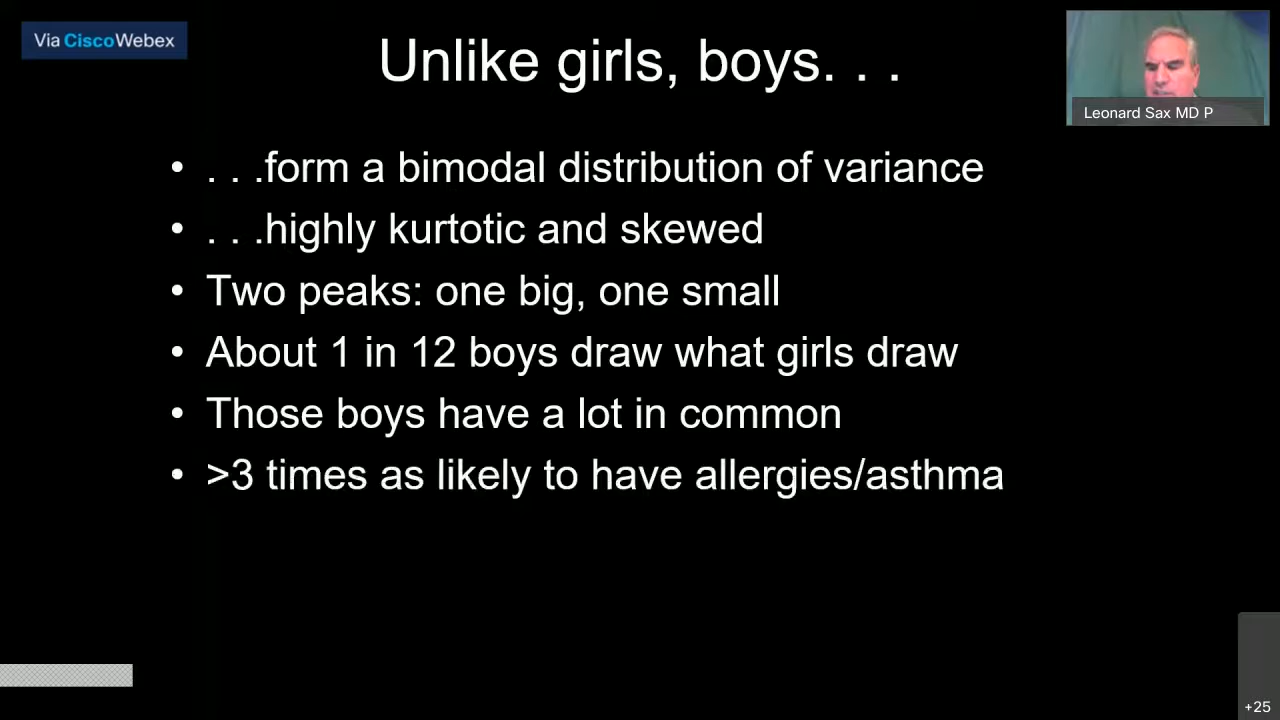 Via CiscoWebex
Unlike girls, boys. . .
Leonard Sax MD P
• . . .form a bimodal distribution of variance
• . . .highly kurtotic and skewed
• Two peaks: one big, one small
• About 1 in 12 boys draw what girls draw
• Those boys have a lot in common
• >3 times as likely to have allergies/asthma
+25